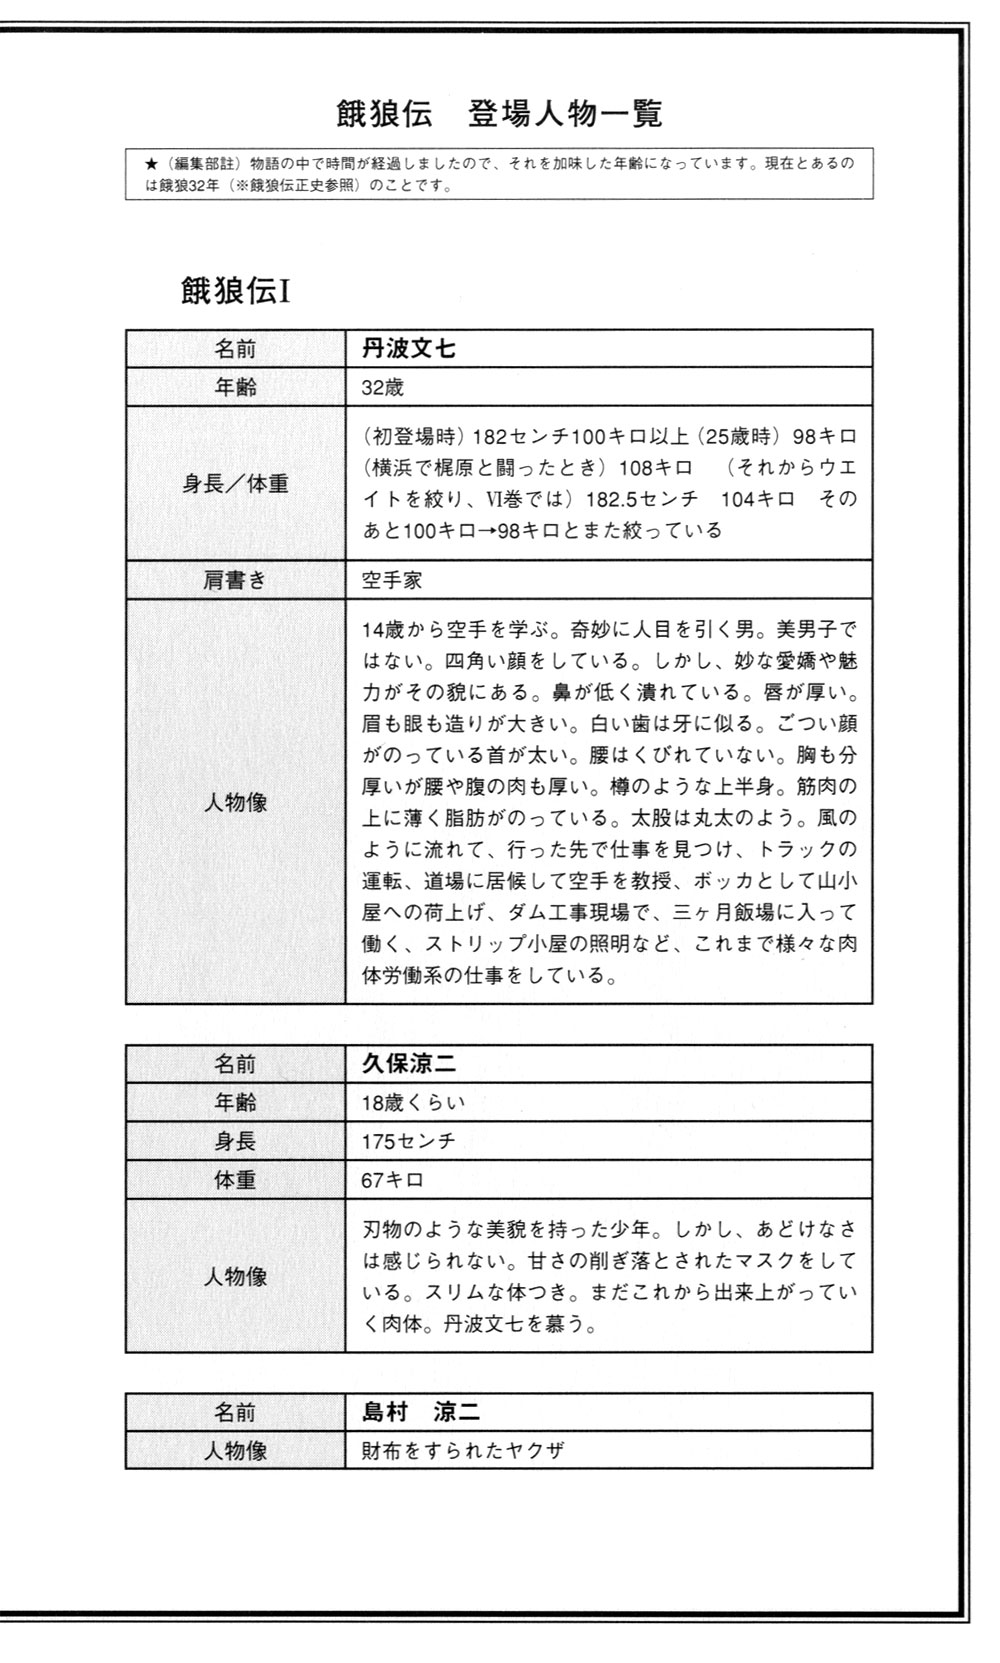 餓狼伝　登場人物一覧
★（編集部註）物語の中で時間が経過しましたので、それを加味した年齢になっています。現在とあるの
は餓狼32年（※餓狼伝正史参照）のことです。
餓狼伝Ⅰ
名前　丹波文七
年齢　32歳
身長／体重
（初登場時）182センチ100キロ以上（25歳時）98キロ
（横浜で梶原と闘ったとき）108キロ　（それからウエ
イトを絞り、Ⅵ巻では）182.5センチ　104キロ　その
あと100キロ→98キロとまた絞っている
肩書き　空手家
人物像
14歳から空手を学ぶ。奇妙に人目を引く男。美男子で
はない。四角い顔をしている。しかし、妙な愛嬌や魅
力がその貌にある。鼻が低く潰れている。唇が厚い。
眉も眼も造りが大きい。白い歯は牙に似る。ごつい顔
がのっている首が太い。腰はくびれていない。胸も分
厚いが腰や腹の肉も厚い。樽のような上半身。筋肉の
上に薄く脂肪がのっている。太股は丸太のよう。風の
ように流れて、行った先で仕事を見つけ、トラックの
運転、道場に居候して空手を教授、ボッカとして山小
屋への荷上げ、ダム工事現場で、三ヶ月飯場に入って
働く、ストリップ小屋の照明など、これまで様々な肉
体労働系の仕事をしている。
名前　久保涼二
年齢　18歳くらい
身長　175センチ
体重　67キロ
人物像
刃物のような美貌を持った少年。しかし、あどけなさ
は感じられない。甘さの削ぎ落とされたマスクをして
いる。スリムな体つき。まだこれから出来上がってい
く肉体。丹波文七を慕う。
名前　島村　涼二
人物像　財布をすられたヤクザ